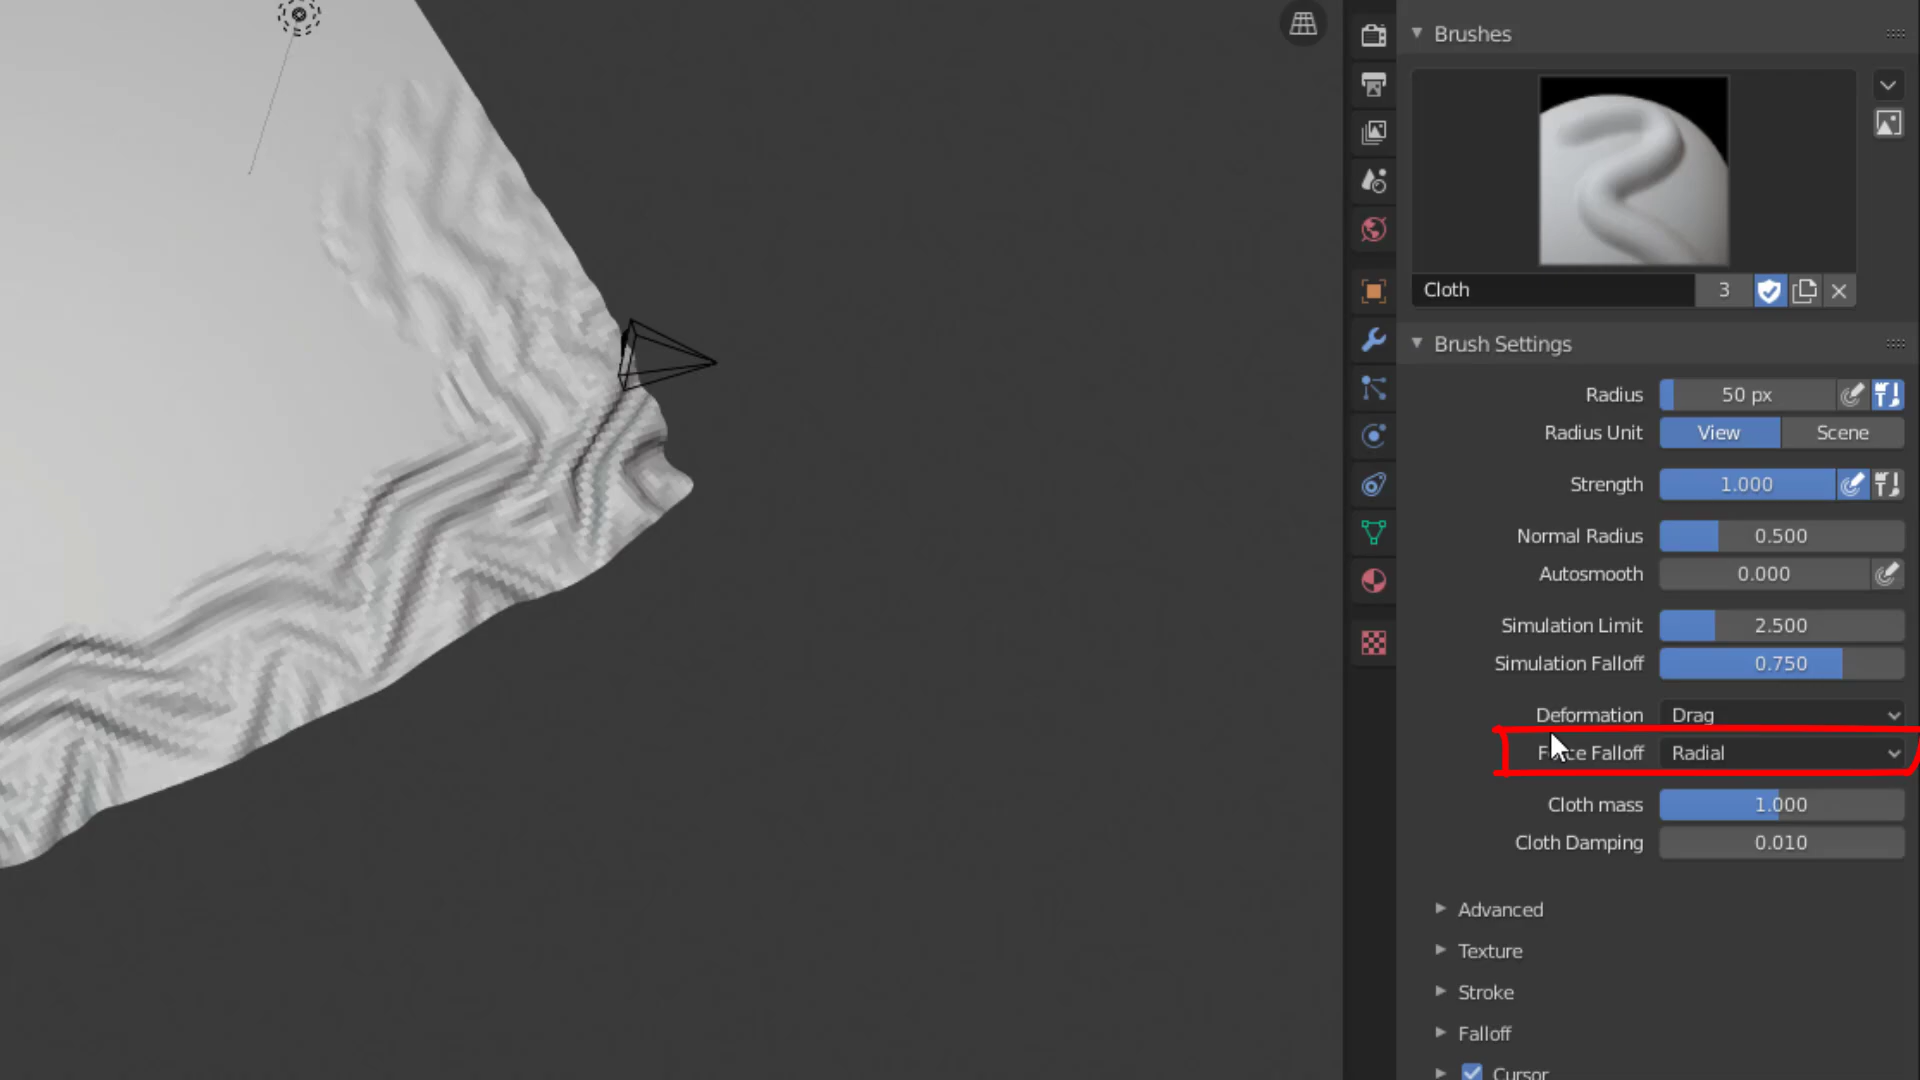 Brushes
Cloth 3
Brush Settings
Radius 50 px
Radius Unit View Scene
Strength 1.000
Normal Radius 0.500
Autosmooth 0.000
Simulation Limit 2.500
Simulation Falloff 0.750
Deformation Drag
Falloff Radial
Cloth mass 1.000
Cloth Damping 0.010
Advanced
Texture
Stroke
Falloff
Cursor